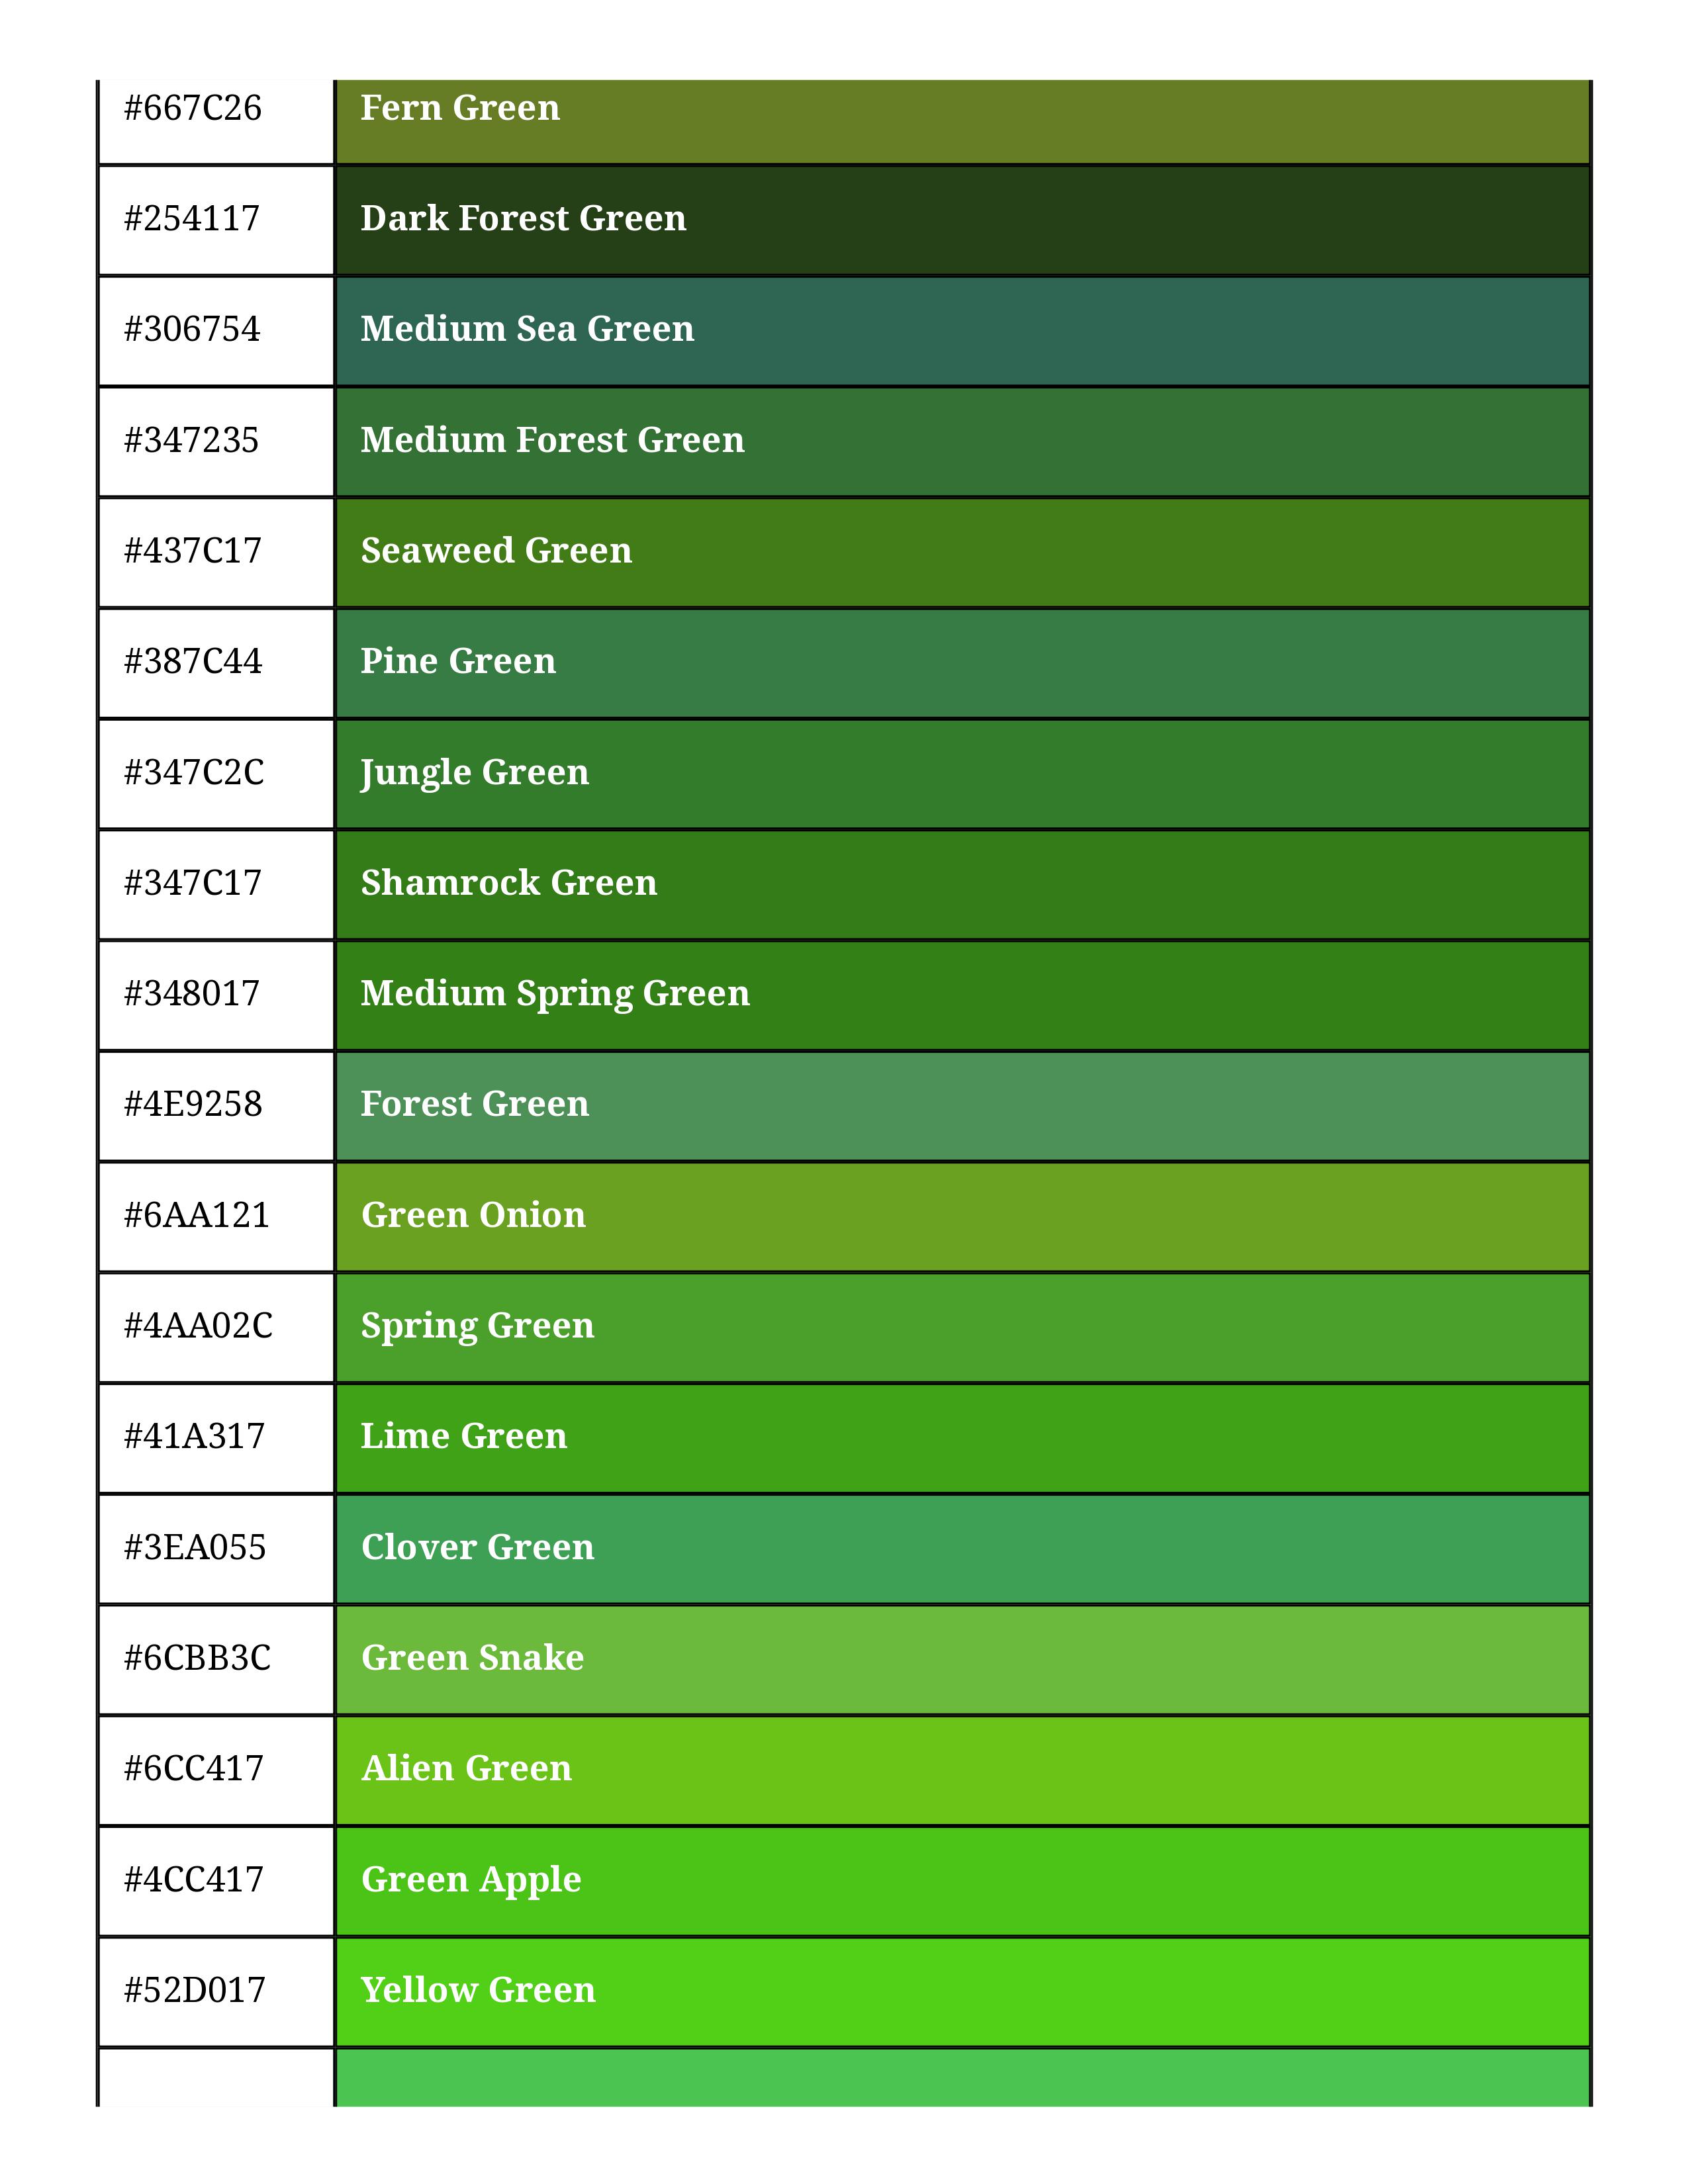 #667C26 Fern Green
#254117 Dark Forest Green
#306754 Medium Sea Green
#347235 Medium Forest Green
#437C17 Seaweed Green
#387C44 Pine Green
#347C2C Jungle Green
#347C17 Shamrock Green
#348017 Medium Spring Green
#4E9258 Forest Green
#6AA121 Green Onion
#4AA02C Spring Green
#41A317 Lime Green
#3EA055 Clover Green
#6CBB3C Green Snake
#6CC417 Alien Green
#4CC417 Green Apple
#52D017 Yellow Green